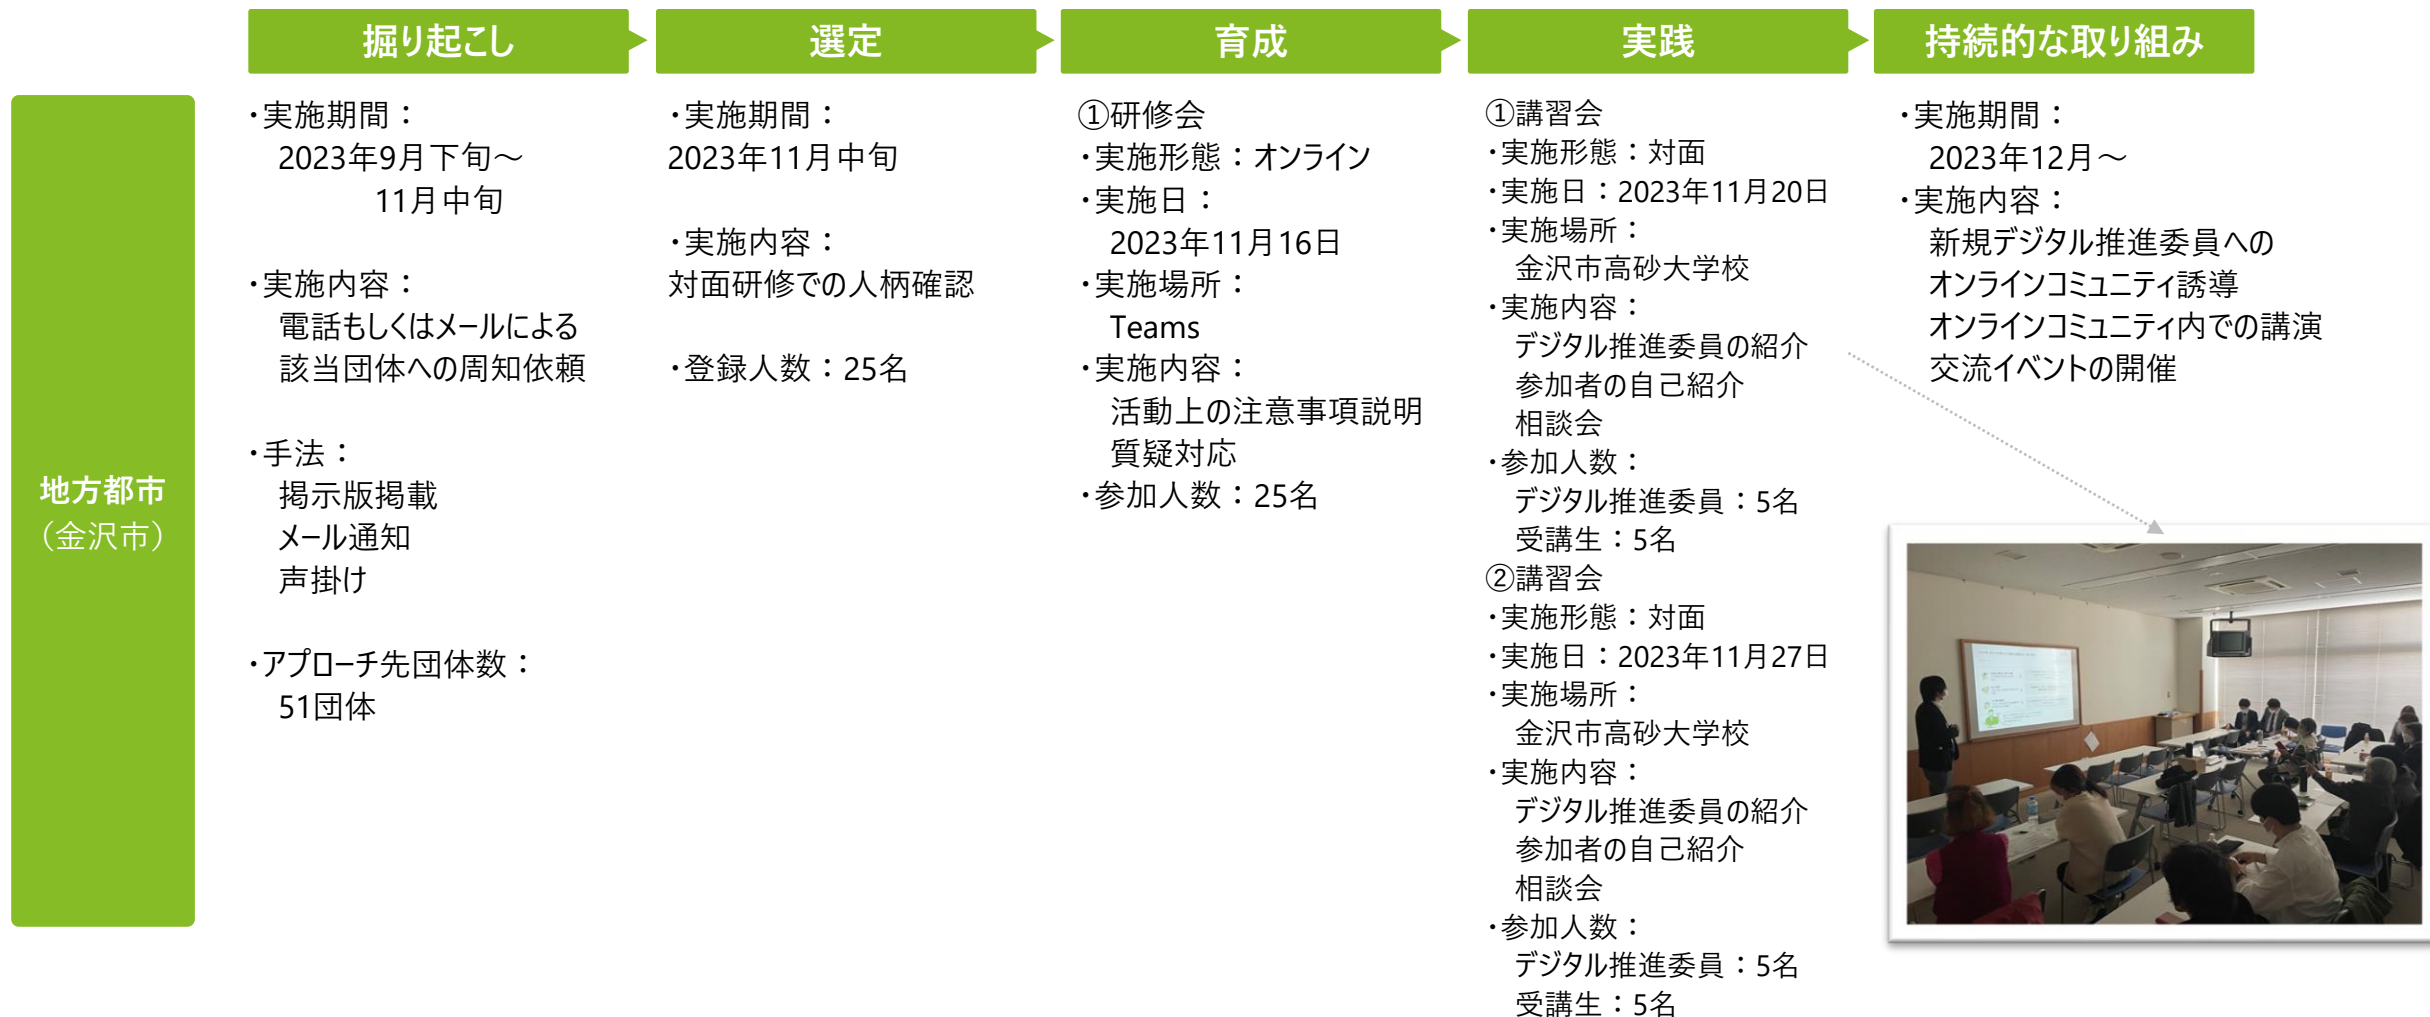 掘り起こし
選定
育成
実践
持続的な取り組み
地方都市
（金沢市）
・実施期間：
2023年9月下旬～
11月中旬
・実施内容：
電話もしくはメールによる
該当団体への周知依頼
・手法：
掲示版掲載
メール通知
声掛け
・アプローチ先団体数：
51団体
・実施期間：
2023年11月中旬
・実施内容：
対面研修での人柄確認
・登録人数：25名
①研修会
・実施形態：オンライン
・実施日：
2023年11月16日
・実施場所：
Teams
・実施内容：
活動上の注意事項説明
質疑対応
・参加人数：25名
①講習会
・実施形態：対面
・実施日：2023年11月20日
・実施場所：
金沢市高砂大学校
・実施内容：
デジタル推進委員の紹介
参加者の自己紹介
相談会
・参加人数：
デジタル推進委員：5名
受講生：5名
②講習会
・実施形態：対面
・実施日：2023年11月27日
・実施場所：
金沢市高砂大学校
・実施内容：
デジタル推進委員の紹介
参加者の自己紹介
相談会
・参加人数：
デジタル推進委員：5名
受講生：5名
・実施期間：
2023年12月～
・実施内容：
新規デジタル推進委員への
オンラインコミュニティ誘導
オンラインコミュニティ内での講演
交流イベントの開催